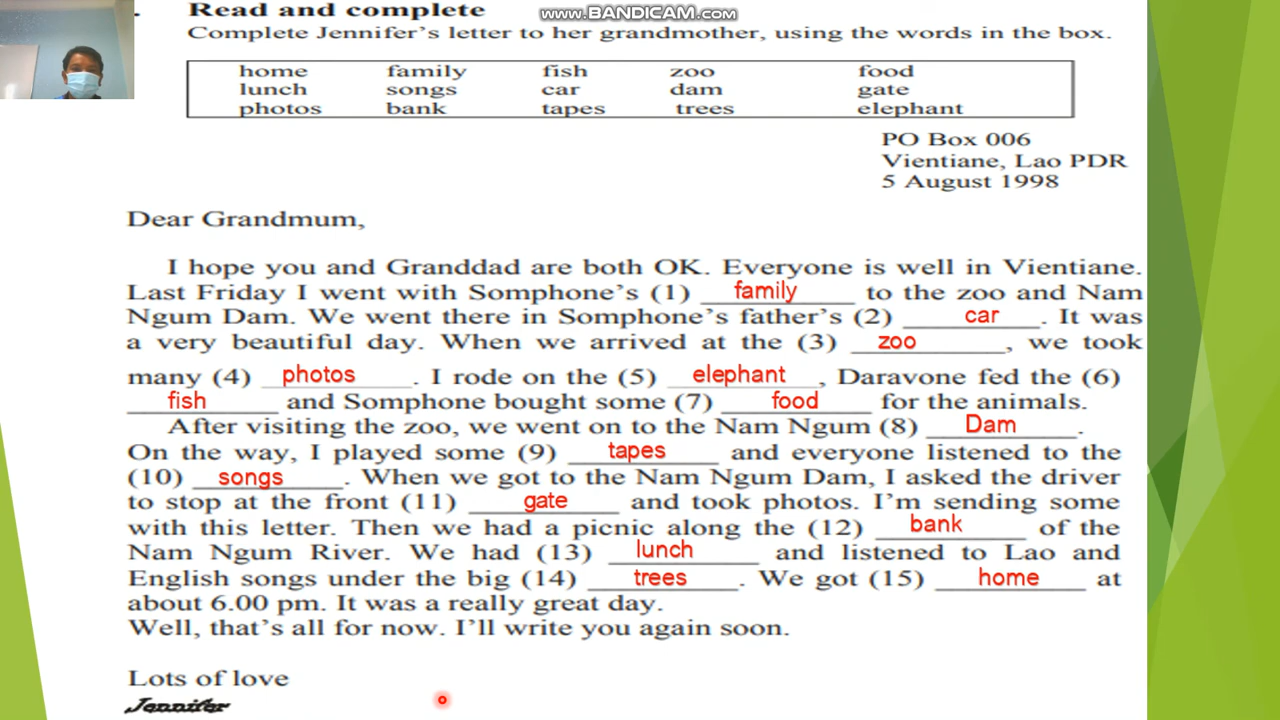 www.BANDICAM.com
Read and complete
Complete Jennifer's letter to her grandmother, using the words in the box.
home family fish zoo food
lunch songs car dam gate
photos bank tapes trees elephant
PO Box 006
Vientiane, Lao PDR
5 August 1998
Dear Grandmum,
I hope you and Granddad are both OK. Everyone is well in Vientiane.
Last Friday I went with Somphone's (1) family to the zoo and Nam
Ngum Dam. We went there in Somphone's father's (2) car. It was
a very beautiful day. When we arrived at the (3) zoo, we took
many (4) photos. I rode on the (5) elephant, Daravone fed the (6)
fish and Somphone bought some (7) food for the animals.
After visiting the zoo, we went on to the Nam Ngum (8) Dam.
On the way, I played some (9) tapes and everyone listened to the
(10) songs. When we got to the Nam Ngum Dam, I asked the driver
to stop at the front (11) gate and took photos. I'm sending some
with this letter. Then we had a picnic along the (12) bank of the
Nam Ngum River. We had (13) lunch and listened to Lao and
English songs under the big (14) trees. We got (15) home at
about 6.00 pm. It was a really great day.
Well, that's all for now. I'll write you again soon.
Lots of love
Jennifer